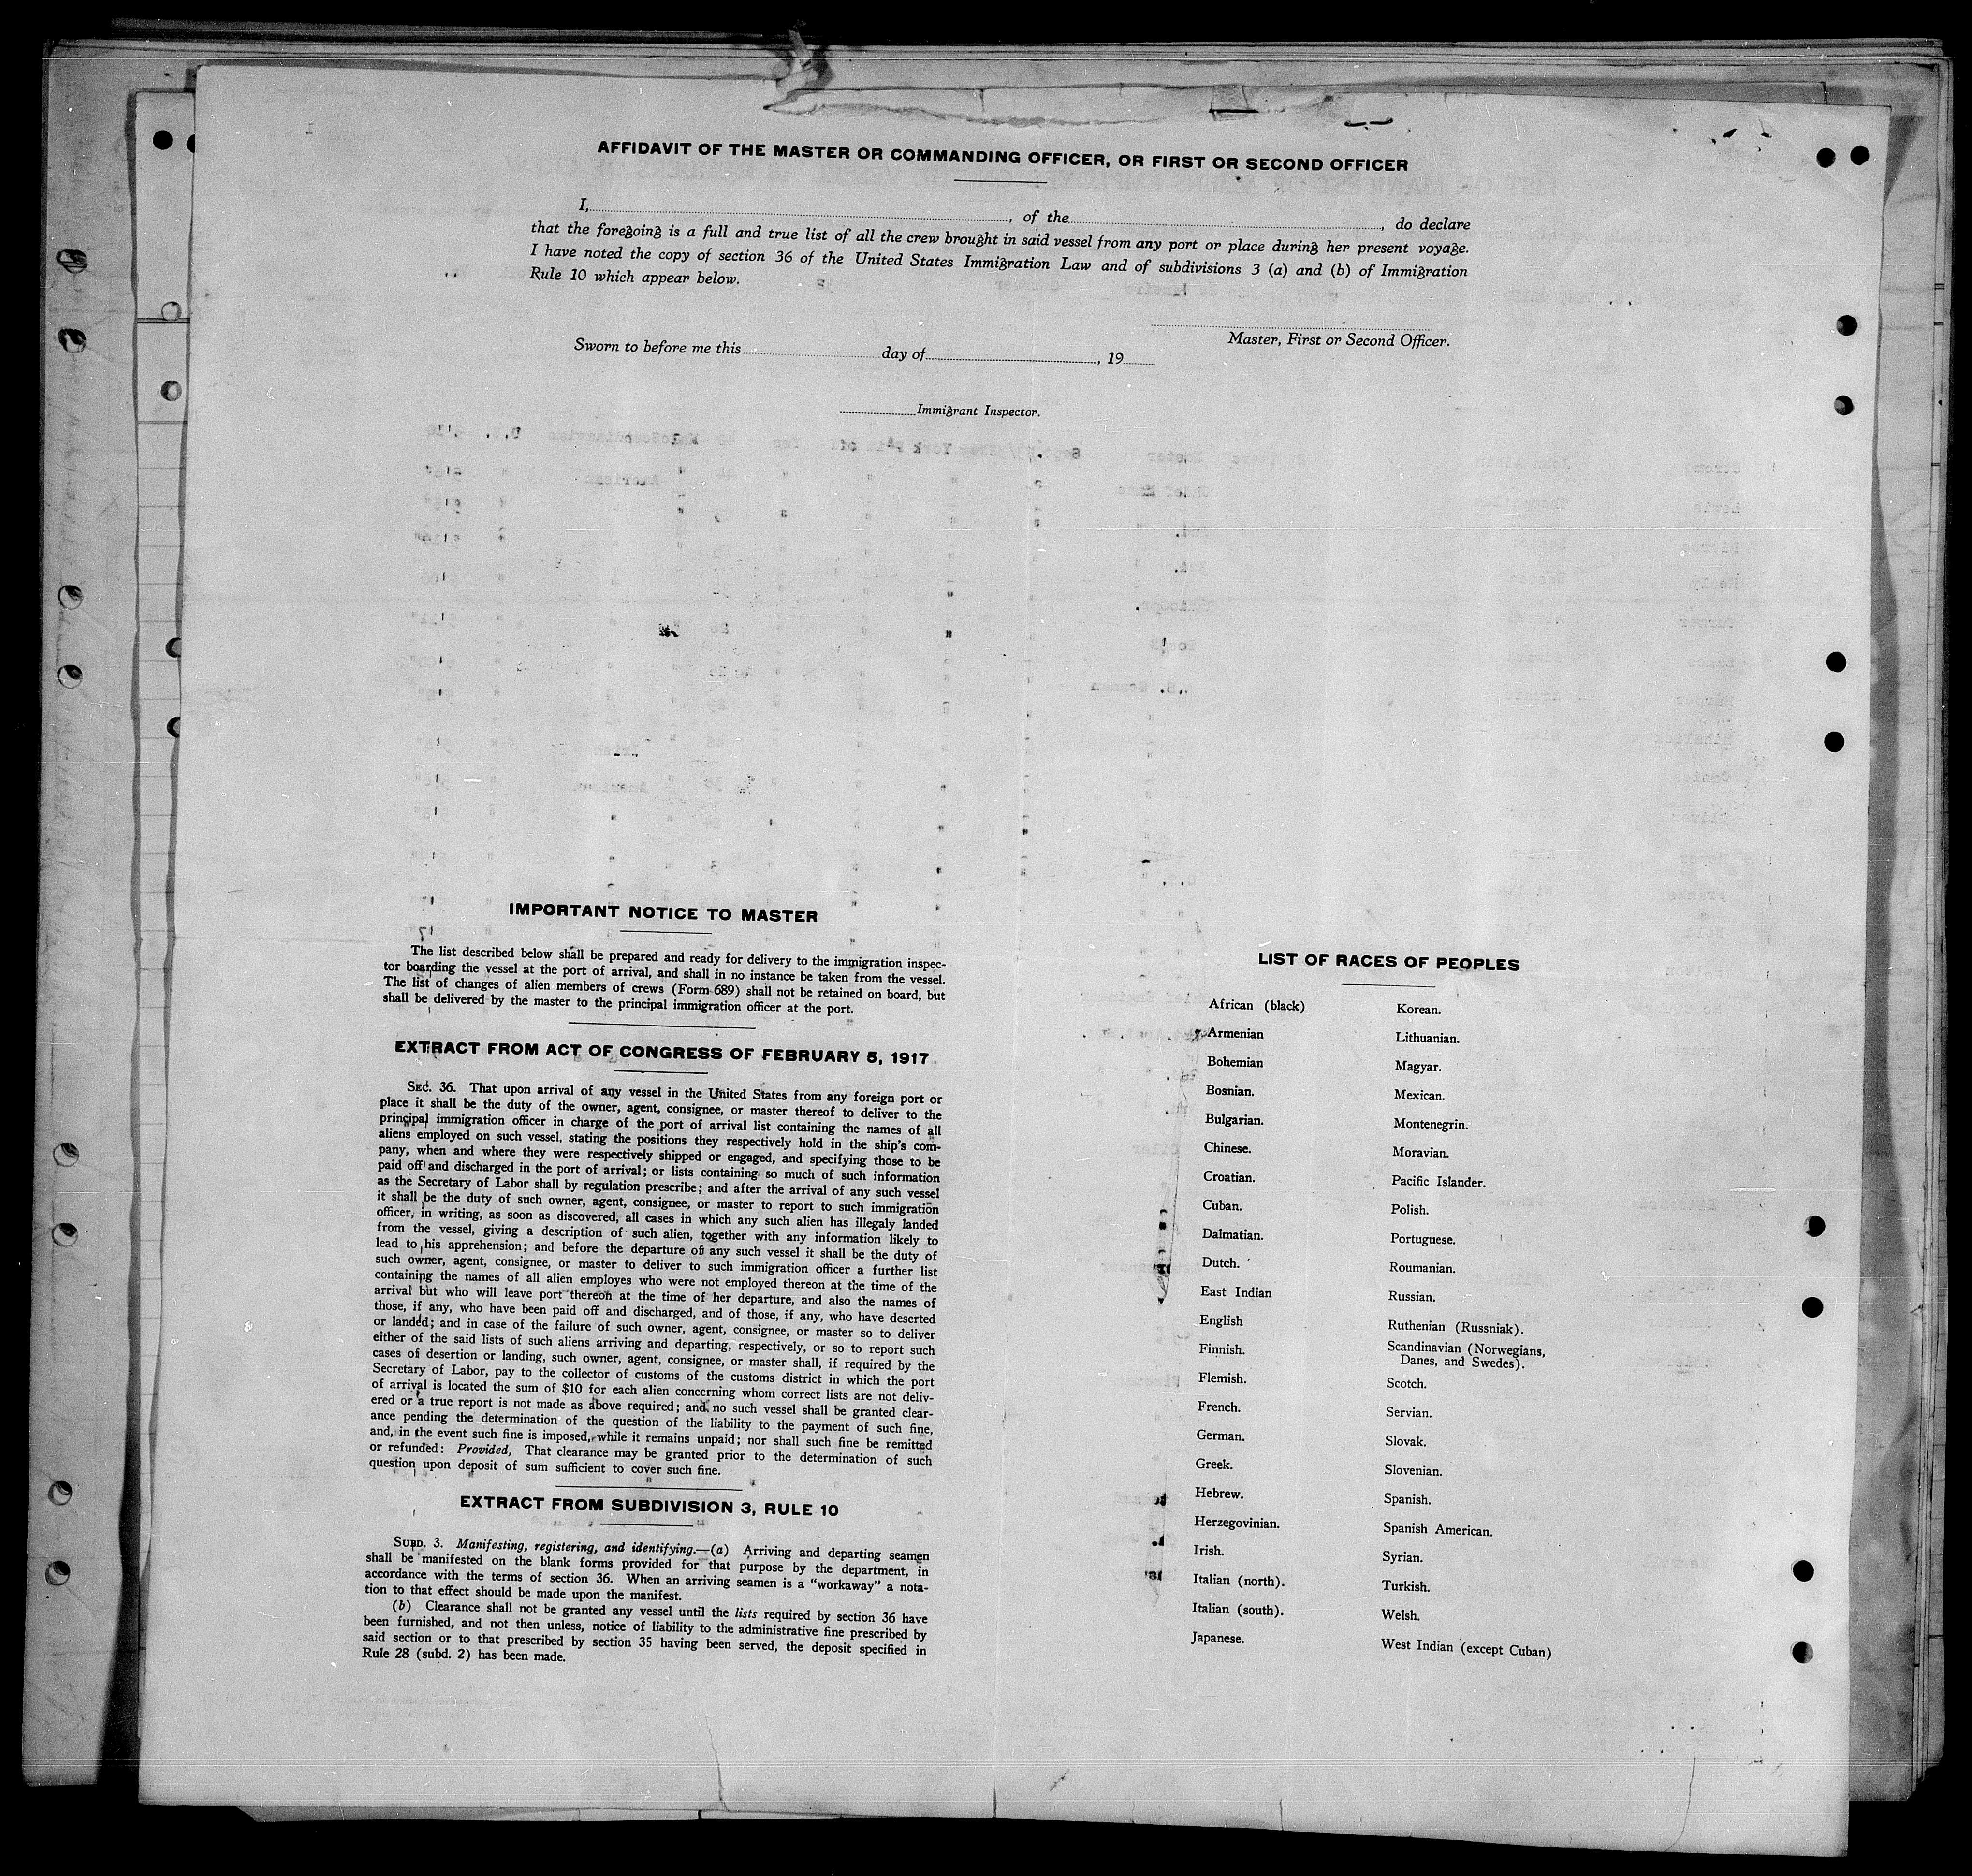 AFFIDAVIT OF THE MASTER OR COMMANDING OFFICER, OR FIRST OR SECOND OFFICER
I, , of the , do declare
that the foregoing is a full and true list of all the crew brought in said vessel from any port or place during her present voyage.
I have noted the copy of section 36 of the United States Immigration Law and of subdivisions 3 (a) and (b) of Immigration
Rule 10 which appear below.
Master, First or Second Officer.
Sworn to before me this day of , 19
Immigrant Inspector.
IMPORTANT NOTICE TO MASTER
The list described below shall be prepared and ready for delivery to the immigration inspec-
tor boarding the vessel at the port of arrival, and shall in no instance be taken from the vessel.
The list of changes of alien members of crews (Form 689) shall not be retained on board, but
shall be delivered by the master to the principal immigration officer at the port.
EXTRACT FROM ACT OF CONGRESS OF FEBRUARY 5, 1917
SEC. 36. That upon arrival of any vessel in the United States from any foreign port or
place it shall be the duty of the owner, agent, consignee, or master thereof to deliver to the
principal immigration officer in charge of the port of arrival list containing the names of all
aliens employed on such vessel, stating the positions they respectively hold in the ship's com-
pany, when and where they were respectively shipped or engaged, and specifying those to be
paid off and discharged in the port of arrival; or lists containing so much of such information
as the Secretary of Labor shall by regulation prescribe; and after the arrival of any such vessel
it shall be the duty of such owner, agent, consignee, or master to report to such immigration
officer, in writing, as soon as discovered, all cases in which any such alien has illegaly landed
from the vessel, giving a description of such alien, together with any information likely to
lead to his apprehension; and before the departure of any such vessel it shall be the duty of
such owner, agent, consignee, or master to deliver to such immigration officer a further list
containing the names of all alien employes who were not employed thereon at the time of the
arrival but who will leave port thereon at the time of her departure, and also the names of
those, if any, who have been paid off and discharged, and of those, if any, who have deserted
or landed; and in case of the failure of such owner, agent, consignee, or master so to deliver
either of the said lists of such aliens arriving and departing, respectively, or so to report such
cases of desertion or landing, such owner, agent, consignee, or master shall, if required by the
Secretary of Labor, pay to the collector of customs of the customs district in which the port
of arrival is located the sum of $10 for each alien concerning whom correct lists are not deliv-
ered or a true report is not made as above required; and no such vessel shall be granted clear-
ance pending the determination of the question of the liability to the payment of such fine,
and, in the event such fine is imposed, while it remains unpaid; nor shall such fine be remitted
or refunded: Provided, That clearance may be granted prior to the determination of such
question upon deposit of sum sufficient to cover such fine.
EXTRACT FROM SUBDIVISION 3, RULE 10
SUBD. 3. Manifesting, registering, and identifying.—(a) Arriving and departing seamen
shall be manifested on the blank forms provided for that purpose by the department, in
accordance with the terms of section 36. When an arriving seamen is a "workaway" a nota-
tion to that effect should be made upon the manifest.
(b) Clearance shall not be granted any vessel until the lists required by section 36 have
been furnished, and not then unless, notice of liability to the administrative fine prescribed by
said section or to that prescribed by section 35 having been served, the deposit specified in
Rule 28 (subd. 2) has been made.
LIST OF RACES OF PEOPLES
African (black)
Armenian
Bohemian
Bosnian.
Bulgarian.
Chinese.
Croatian.
Cuban.
Dalmatian.
Dutch.
East Indian
English
Finnish.
Flemish.
French.
German.
Greek.
Hebrew.
Herzegovinian.
Irish.
Italian (north).
Italian (south).
Japanese.
Korean.
Lithuanian.
Magyar.
Mexican.
Montenegrin.
Moravian.
Pacific Islander.
Polish.
Portuguese.
Roumanian.
Russian.
Ruthenian (Russniak).
Scandinavian (Norwegians,
Danes, and Swedes).
Scotch.
Servian.
Slovak.
Slovenian.
Spanish.
Spanish American.
Syrian.
Turkish.
Welsh.
West Indian (except Cuban)